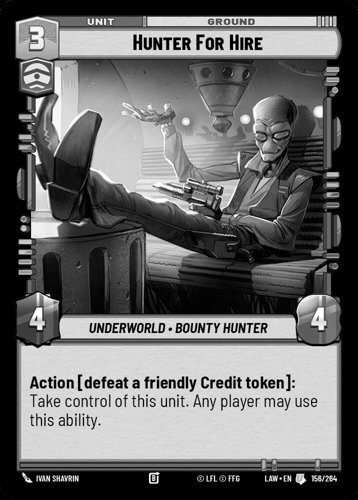 UNIT
GROUND
3
HUNTER FOR HIRE
4
4
UNDERWORLD • BOUNTY HUNTER
Action [defeat a friendly Credit token]:
Take control of this unit. Any player may use
this ability.
IVAN SHAVRIN
© LFL © FFG
LAW • EN
156/264